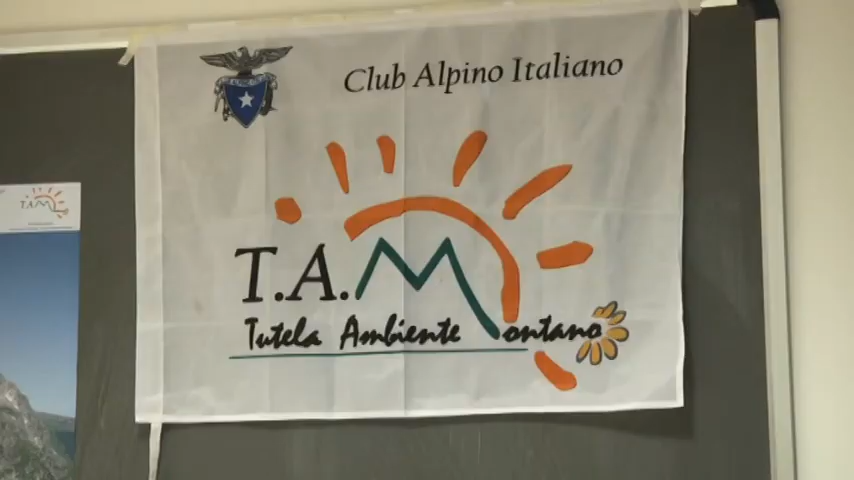 Club Alpino Italiano
T.A.M
Tutela Ambiente Montano
T.A.M